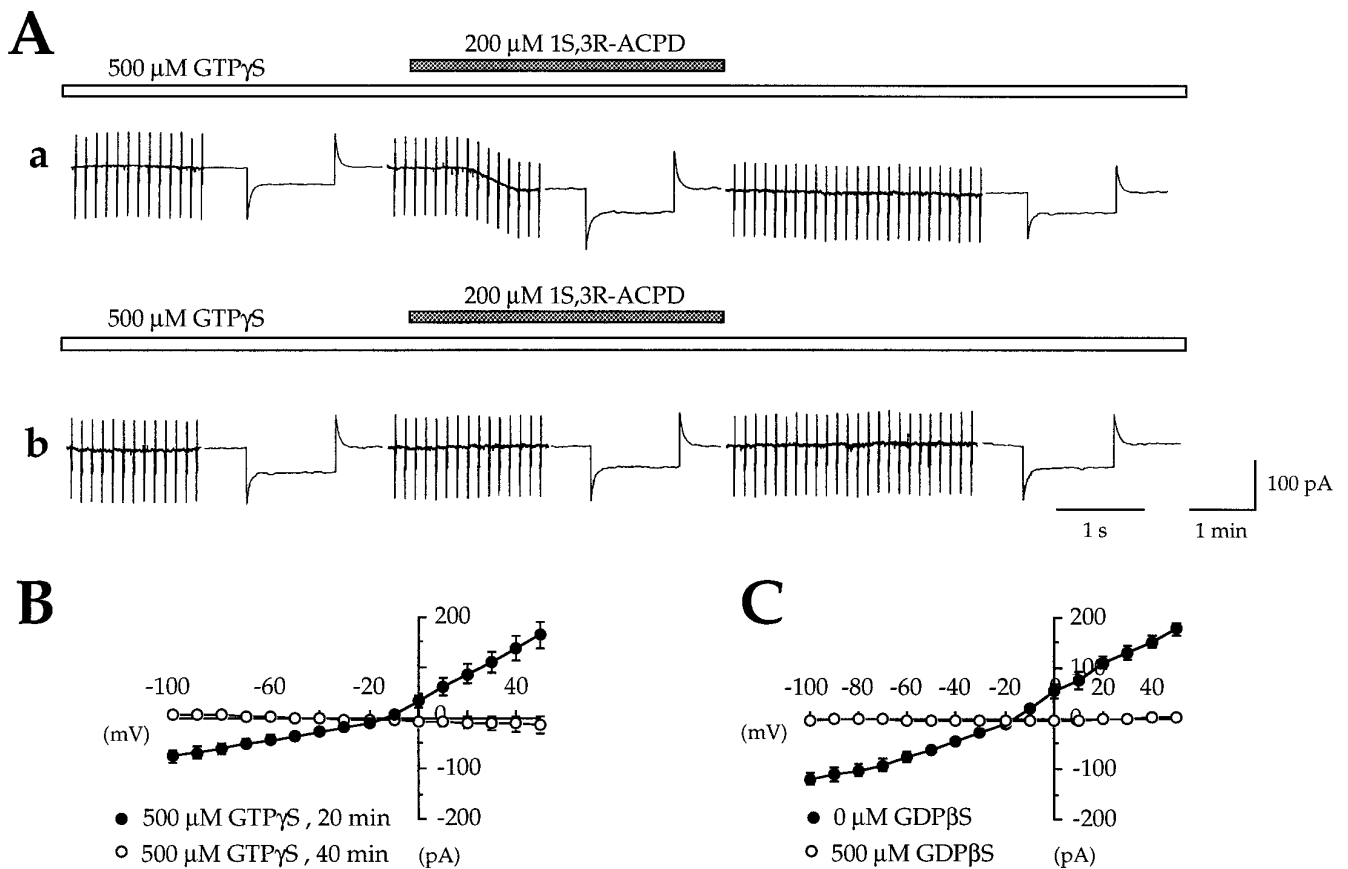 A
200 µM 1S,3R-ACPD
500 µM GTPγS
a
200 µM 1S,3R-ACPD
500 µM GTPγS
b
100 pA
1 s
1 min
B
200
-100
-60
-20
40
0
(mV)
-100
-200
(pA)
500 µM GTPγS , 20 min
500 µM GTPγS , 40 min
C
200
100
-100
-80
-60
-40
-20
0
20
40
(mV)
-100
-200
(pA)
0 µM GDPβS
500 µM GDPβS